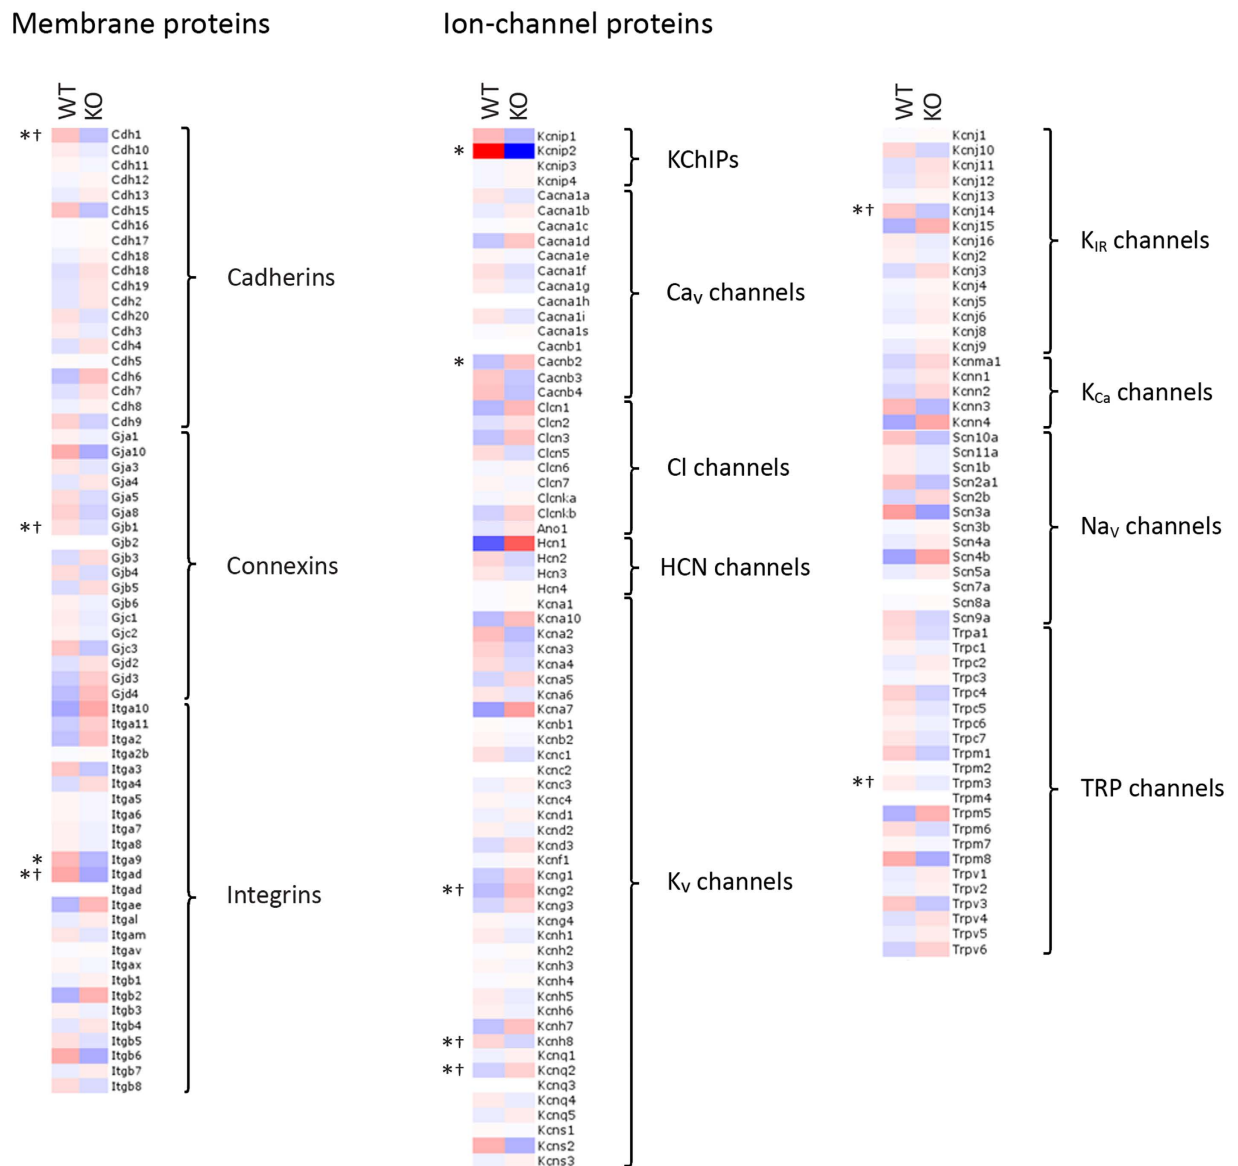 Membrane proteins
WT KO
*† Cdh1
Cdh10
Cdh11
Cdh12
Cdh13
Cdh15
Cdh16
Cdh17
Cdh18
Cdh18
Cdh19
Cdh2
Cdh20
Cdh3
Cdh4
Cdh5
Cdh6
Cdh7
Cdh8
Cdh9
Cadherins
Gja1
Gja10
Gja3
Gja4
Gja5
Gja8
*† Gjb1
Gjb2
Gjb3
Gjb4
Gjb5
Gjb6
Gjc1
Gjc2
Gjc3
Gjd2
Gjd3
Gjd4
Connexins
Itga10
Itga11
Itga2
Itga2b
Itga3
Itga4
Itga5
Itga6
Itga7
Itga8
* Itga9
*† Itgad
Itgad
Itgae
Itgal
Itgam
Itgav
Itgax
Itgb1
Itgb2
Itgb3
Itgb4
Itgb5
Itgb6
Itgb7
Itgb8
Integrins
Ion-channel proteins
WT KO
Kcnip1
* Kcnip2
Kcnip3
Kcnip4
KChIPs
Cacna1a
Cacna1b
Cacna1c
Cacna1d
Cacna1e
Cacna1f
Cacna1g
Cacna1h
Cacna1i
Cacna1s
Cacnb1
* Cacnb2
Cacnb3
Cacnb4
CaV channels
Clcn1
Clcn2
Clcn3
Clcn5
Clcn6
Clcn7
Clcnka
Clcnkb
Ano1
Cl channels
Hcn1
Hcn2
Hcn3
Hcn4
HCN channels
Kcna1
Kcna10
Kcna2
Kcna3
Kcna4
Kcna5
Kcna6
Kcna7
Kcnb1
Kcnb2
Kcnc1
Kcnc2
Kcnc3
Kcnc4
Kcnd1
Kcnd2
Kcnd3
Kcnf1
Kcng1
*† Kcng2
Kcng3
Kcng4
Kcnh1
Kcnh2
Kcnh3
Kcnh4
Kcnh5
Kcnh6
Kcnh7
*† Kcnh8
Kcnq1
*† Kcnq2
Kcnq3
Kcnq4
Kcnq5
Kcns1
Kcns2
Kcns3
KV channels
WT KO
Kcnj1
Kcnj10
Kcnj11
Kcnj12
Kcnj13
*† Kcnj14
Kcnj15
Kcnj16
Kcnj2
Kcnj3
Kcnj4
Kcnj5
Kcnj6
Kcnj8
Kcnj9
KIR channels
Kcnma1
Kcnn1
Kcnn2
Kcnn3
Kcnn4
KCa channels
Scn10a
Scn11a
Scn1b
Scn2a1
Scn2b
Scn3a
Scn3b
Scn4a
Scn4b
Scn5a
Scn7a
Scn8a
Scn9a
NaV channels
Trpa1
Trpc1
Trpc2
Trpc3
Trpc4
Trpc5
Trpc6
Trpc7
Trpm1
Trpm2
*† Trpm3
Trpm4
Trpm5
Trpm6
Trpm7
Trpm8
Trpv1
Trpv2
Trpv3
Trpv4
Trpv5
Trpv6
TRP channels